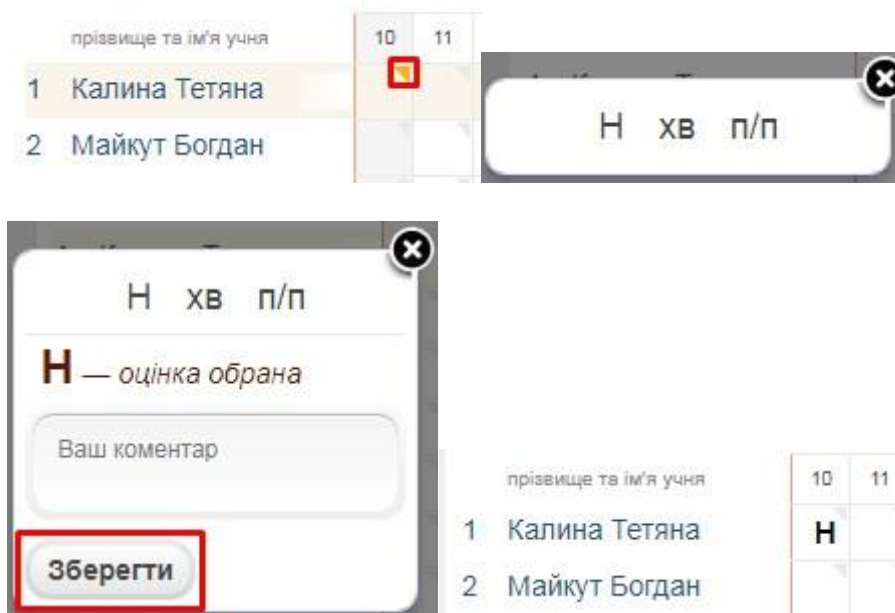 прізвище та ім'я учня 10 11
1 Калина Тетяна
2 Майкут Богдан
Н хв п/п
Н хв п/п
Н — оцінка обрана
Ваш коментар
Зберегти
прізвище та ім'я учня 10 11
1 Калина Тетяна Н
2 Майкут Богдан